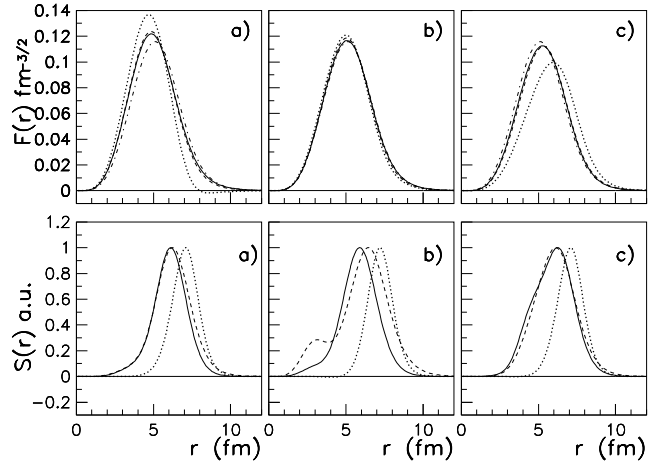 0.14
0.12
0.1
0.08
0.06
0.04
0.02
0
F(r) fm-3/2
a)
b)
c)
1.2
1
0.8
0.6
0.4
0.2
0
-0.2
S(r) a.u.
a)
b)
c)
0 5 10 0 5 10 0 5 10
r (fm) r (fm) r (fm)